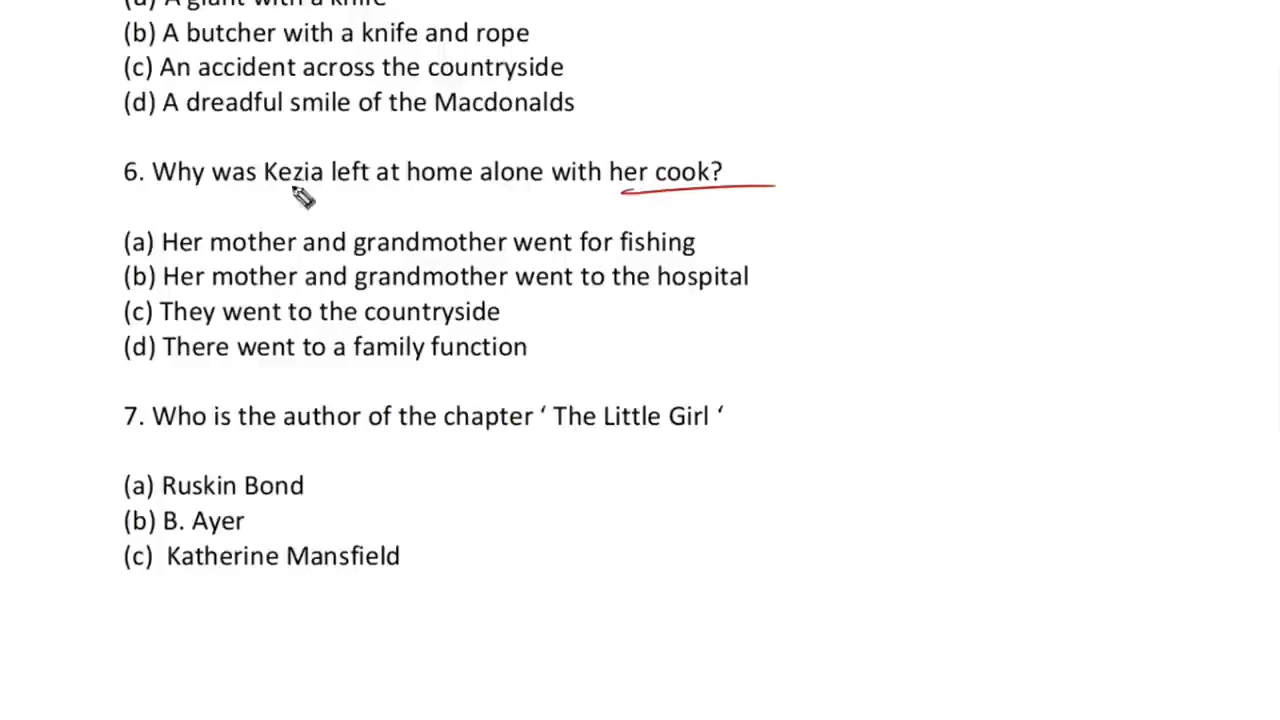 (a) A giant with a knife
(b) A butcher with a knife and rope
(c) An accident across the countryside
(d) A dreadful smile of the Macdonalds
6. Why was Kezia left at home alone with her cook?
(a) Her mother and grandmother went for fishing
(b) Her mother and grandmother went to the hospital
(c) They went to the countryside
(d) There went to a family function
7. Who is the author of the chapter ‘ The Little Girl ‘
(a) Ruskin Bond
(b) B. Ayer
(c) Katherine Mansfield